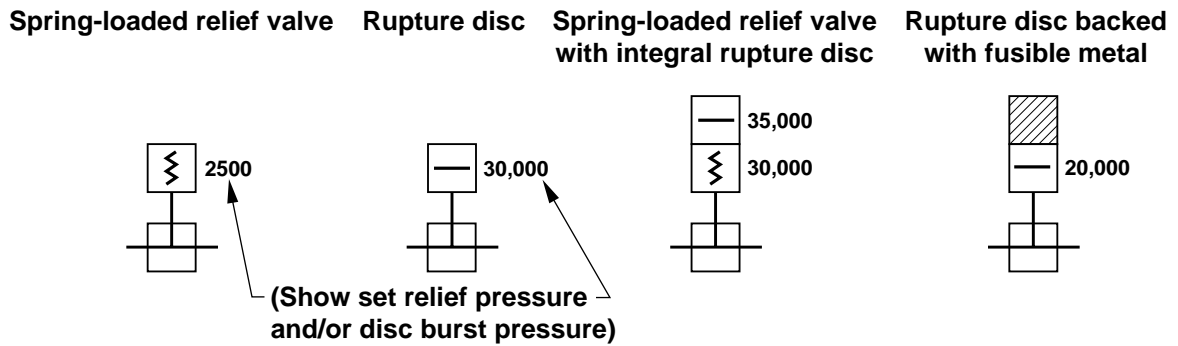 Spring-loaded relief valve
Rupture disc
Spring-loaded relief valve
with integral rupture disc
Rupture disc backed
with fusible metal
2500
30,000
35,000
30,000
20,000
(Show set relief pressure
and/or disc burst pressure)